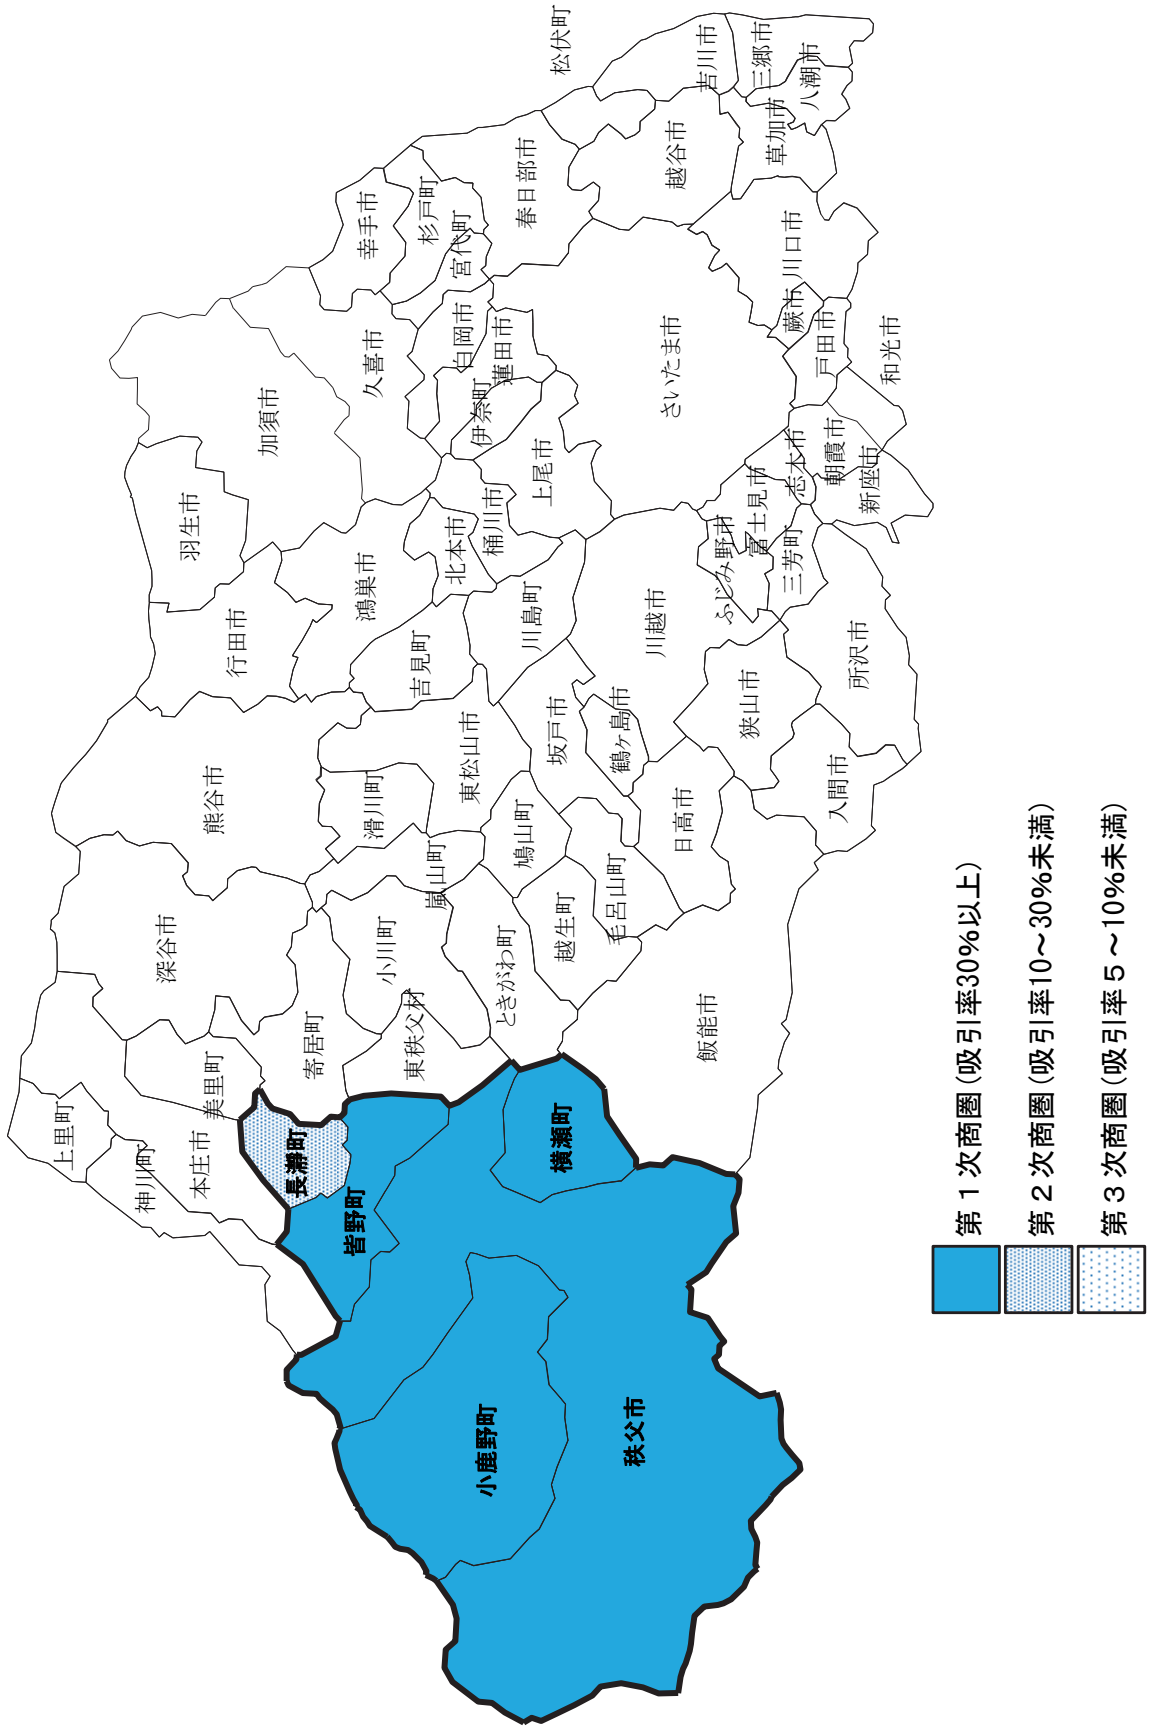 上里町
神川町
本庄市
美里町
深谷市
熊谷市
行田市
羽生市
加須市
長瀞町
皆野町
寄居町
小川町
東秩父村
嵐山町
滑川町
東松山市
吉見町
鴻巣市
北本市
桶川市
久喜市
幸手市
杉戸町
宮代町
白岡市
蓮田市
伊奈町
上尾市
春日部市
松伏町
小鹿野町
秩父市
横瀬町
ときがわ町
越生町
鳩山町
毛呂山町
坂戸市
鶴ヶ島市
川島町
川越市
日高市
飯能市
狭山市
入間市
所沢市
ふじみ野市
富士見市
三芳町
志木市
朝霞市
新座市
和光市
さいたま市
戸田市
蕨市
川口市
越谷市
草加市
吉川市
三郷市
八潮市
第1次商圏(吸引率30%以上)
第2次商圏(吸引率10~30%未満)
第3次商圏(吸引率5~10%未満)